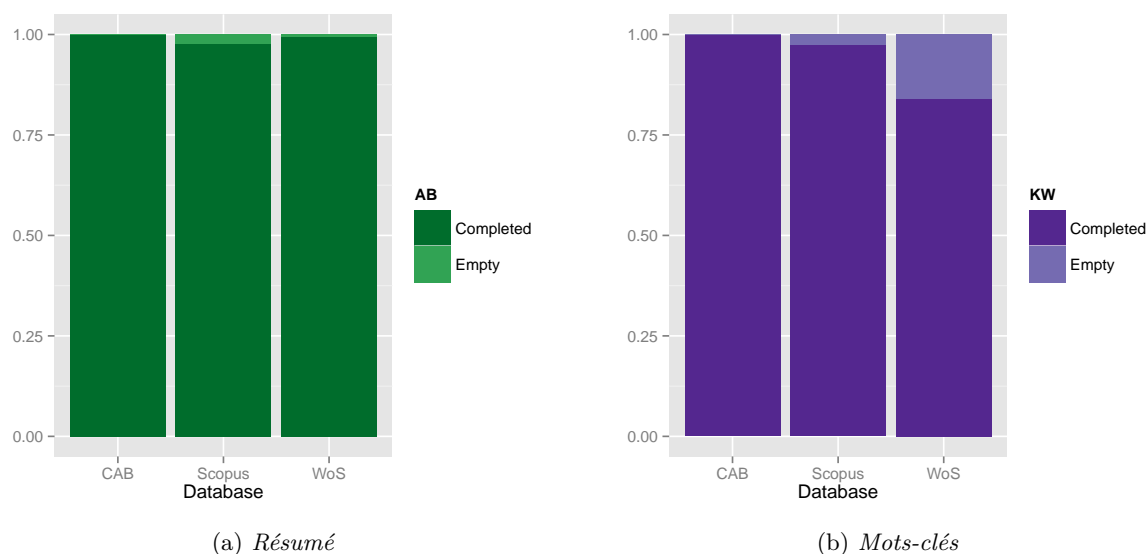 1.00
0.75
0.50
0.25
0.00
CAB Scopus WoS
Database
AB
Completed
Empty
(a) Résumé
1.00
0.75
0.50
0.25
0.00
CAB Scopus WoS
Database
KW
Completed
Empty
(b) Mots-clés